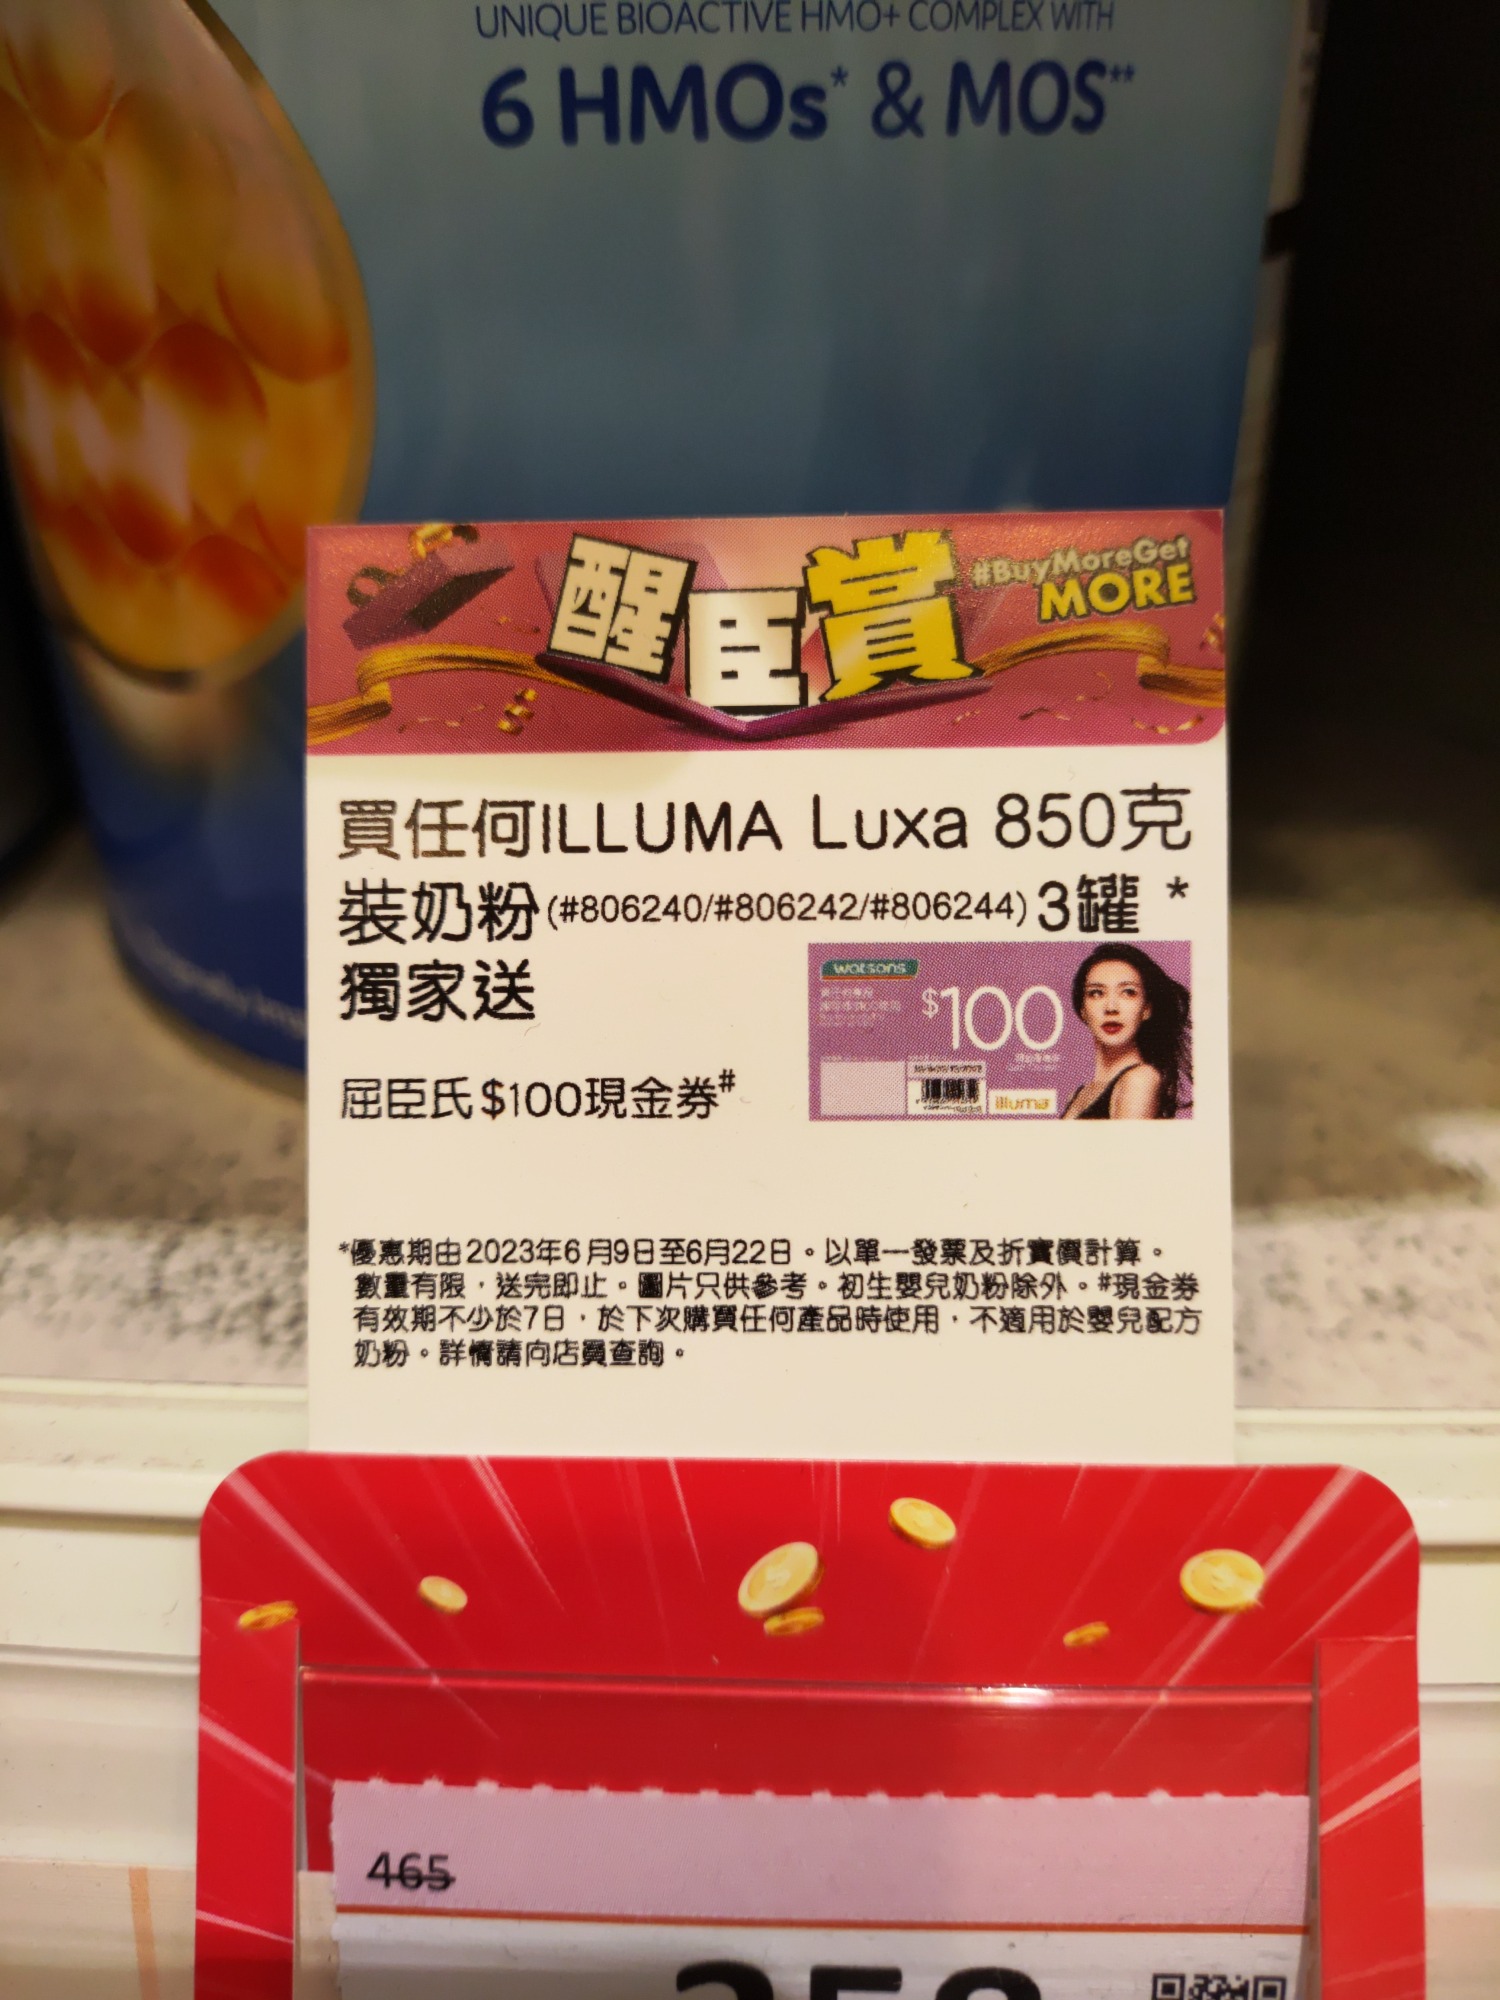 UNIQUE BIOACTIVE HMO+ COMPLEX WITH
6 HMOs* & MOS**
醒臣賞
#BuyMoreGet
MORE
買任何ILLUMA Luxa 850克
裝奶粉(#806240/#806242/#806244)3罐 *
獨家送
屈臣氏$100現金券#
watsons
$100
illuma
*優惠期由2023年6月9日至6月22日。以單一發票及折實價計算。
數量有限，送完即止。圖片只供參考。初生嬰兒奶粉除外。#現金券
有效期不少於7日，於下次購買任何產品時使用，不適用於嬰兒配方
奶粉。詳情請向店員查詢。
465